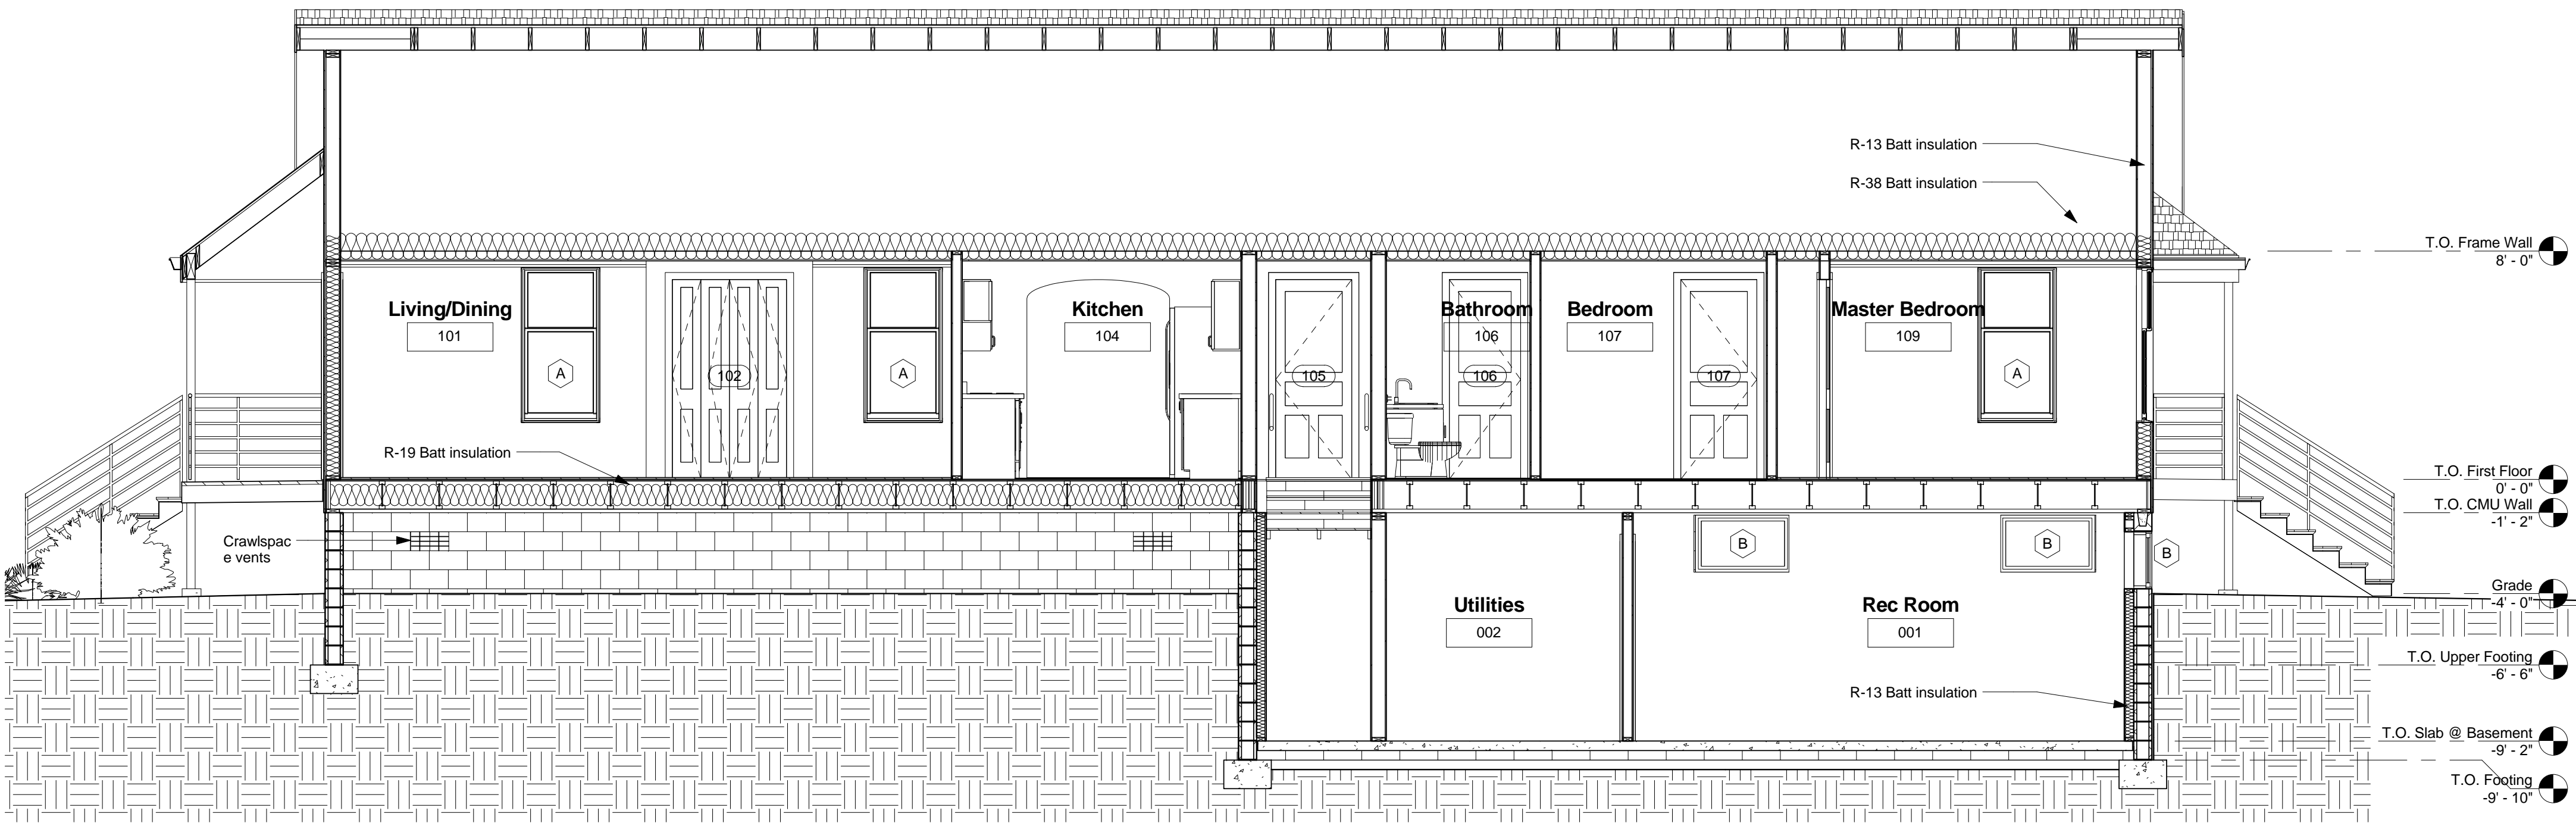 R-13 Batt insulation
R-38 Batt insulation
T.O. Frame Wall
8' - 0"
Living/Dining
101
Kitchen
104
Bathroom
106
Bedroom
107
Master Bedroom
109
A
102
A
105
106
107
A
R-19 Batt insulation
T.O. First Floor
0' - 0"
T.O. CMU Wall
-1' - 2"
Crawlspac
e vents
B
B
B
Grade
-4' - 0"
Utilities
002
Rec Room
001
T.O. Upper Footing
-6' - 6"
R-13 Batt insulation
T.O. Slab @ Basement
-9' - 2"
T.O. Footing
-9' - 10"